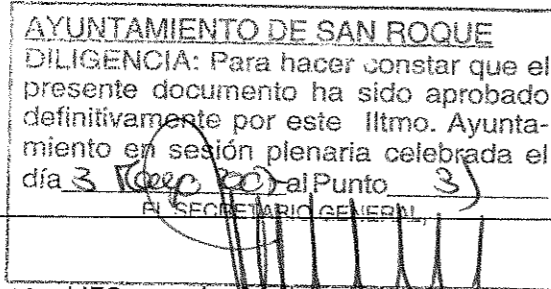 AYUNTAMIENTO DE SAN ROQUE
DILIGENCIA: Para hacer constar que el
presente documento ha sido aprobado
definitivamente por este Iltmo. Ayunta-
miento en sesión plenaria celebrada el
día 3 al Punto 3
EL SECRETARIO GENERAL,